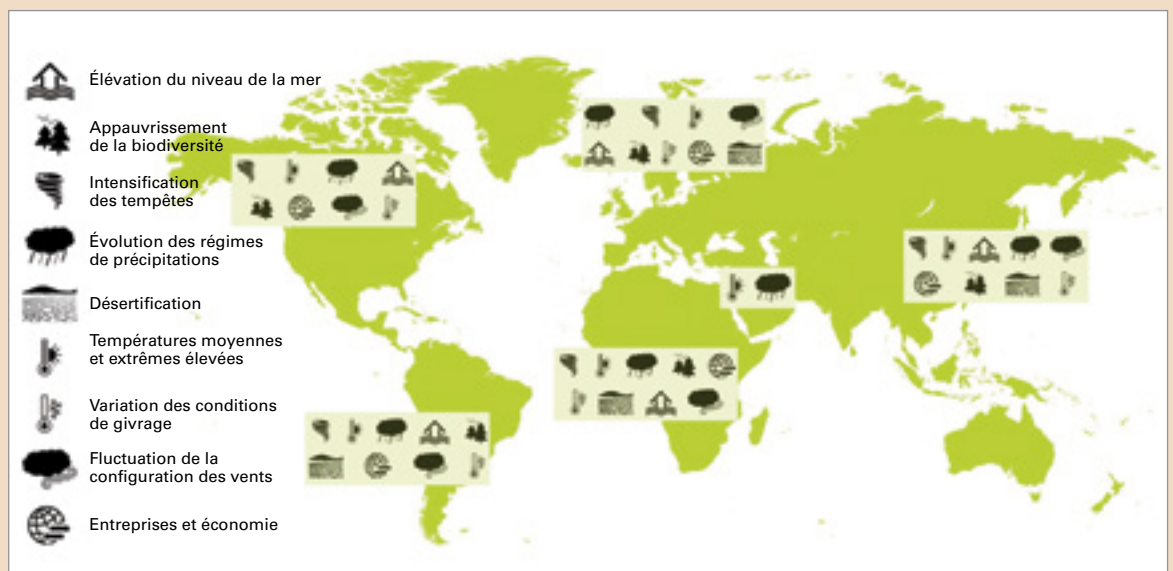 Élévation du niveau de la mer
Appauvrissement
de la biodiversité
Intensification
des tempêtes
Évolution des régimes
de précipitations
Désertification
Températures moyennes
et extrêmes élevées
Variation des conditions
de givrage
Fluctuation de la
configuration des vents
Entreprises et économie